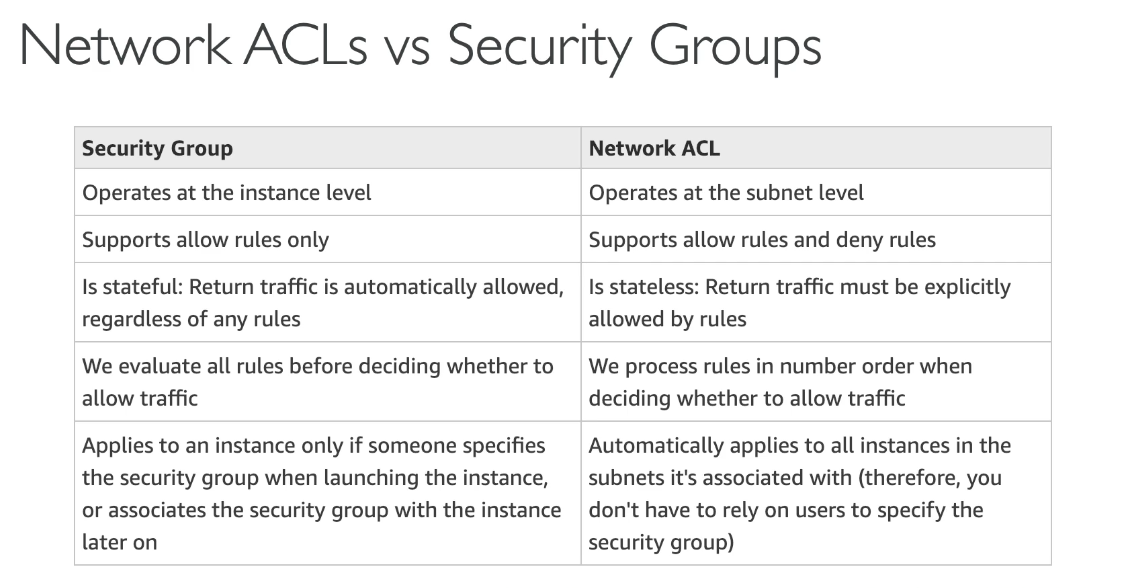 Network ACLs vs Security Groups
Security Group
Network ACL
Operates at the instance level
Operates at the subnet level
Supports allow rules only
Supports allow rules and deny rules
Is stateful: Return traffic is automatically allowed,
regardless of any rules
Is stateless: Return traffic must be explicitly
allowed by rules
We evaluate all rules before deciding whether to
allow traffic
We process rules in number order when
deciding whether to allow traffic
Applies to an instance only if someone specifies
the security group when launching the instance,
or associates the security group with the instance
later on
Automatically applies to all instances in the
subnets it's associated with (therefore, you
don't have to rely on users to specify the
security group)